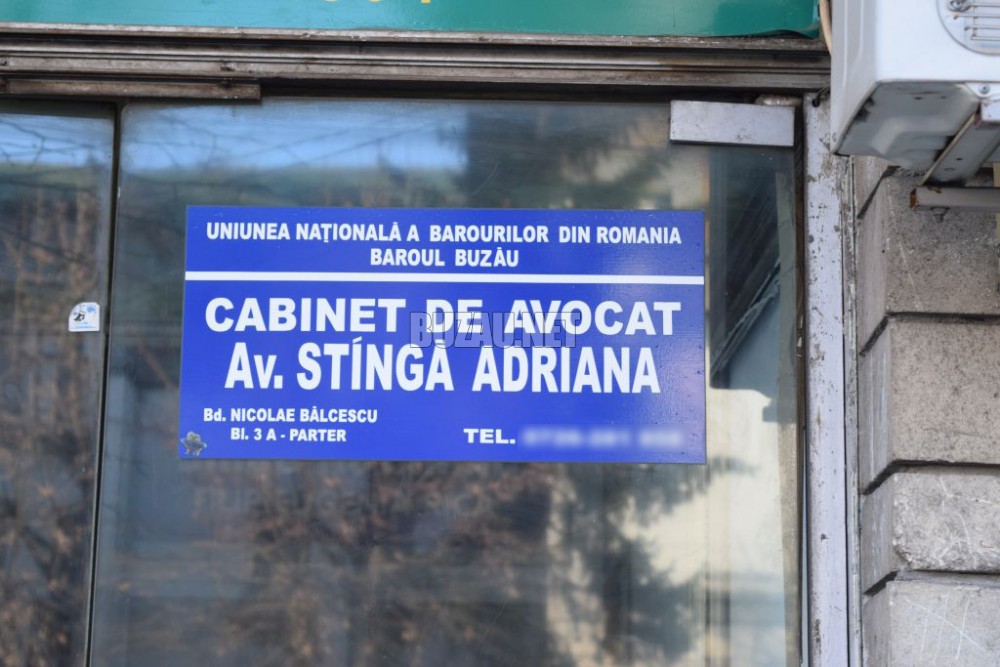 UNIUNEA NAŢIONALĂ A BAROURILOR DIN ROMANIA
BAROUL BUZĂU
CABINET DE AVOCAT
BUZAU.NET
Av. STÎNGĂ ADRIANA
Bd. NICOLAE BĂLCESCU
Bl. 3 A - PARTER
TEL.